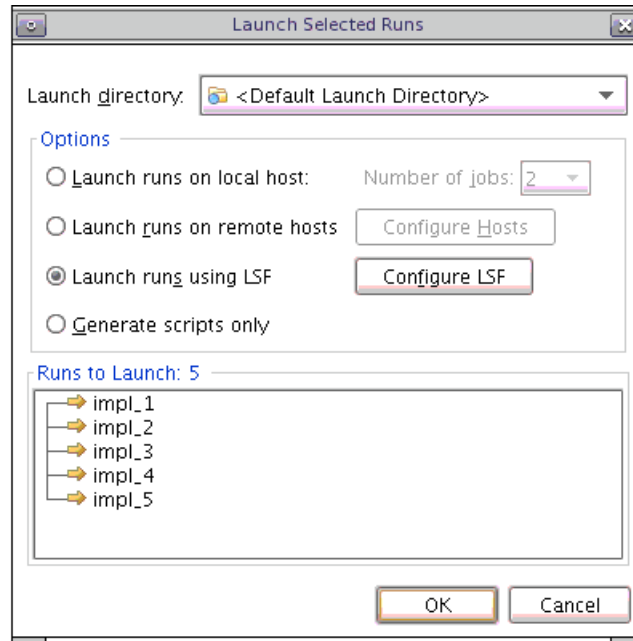 Launch Selected Runs
Launch directory: <Default Launch Directory>
Options
Launch runs on local host: Number of jobs: 2
Launch runs on remote hosts Configure Hosts
Launch runs using LSF Configure LSF
Generate scripts only
Runs to Launch: 5
impl_1
impl_2
impl_3
impl_4
impl_5
OK Cancel